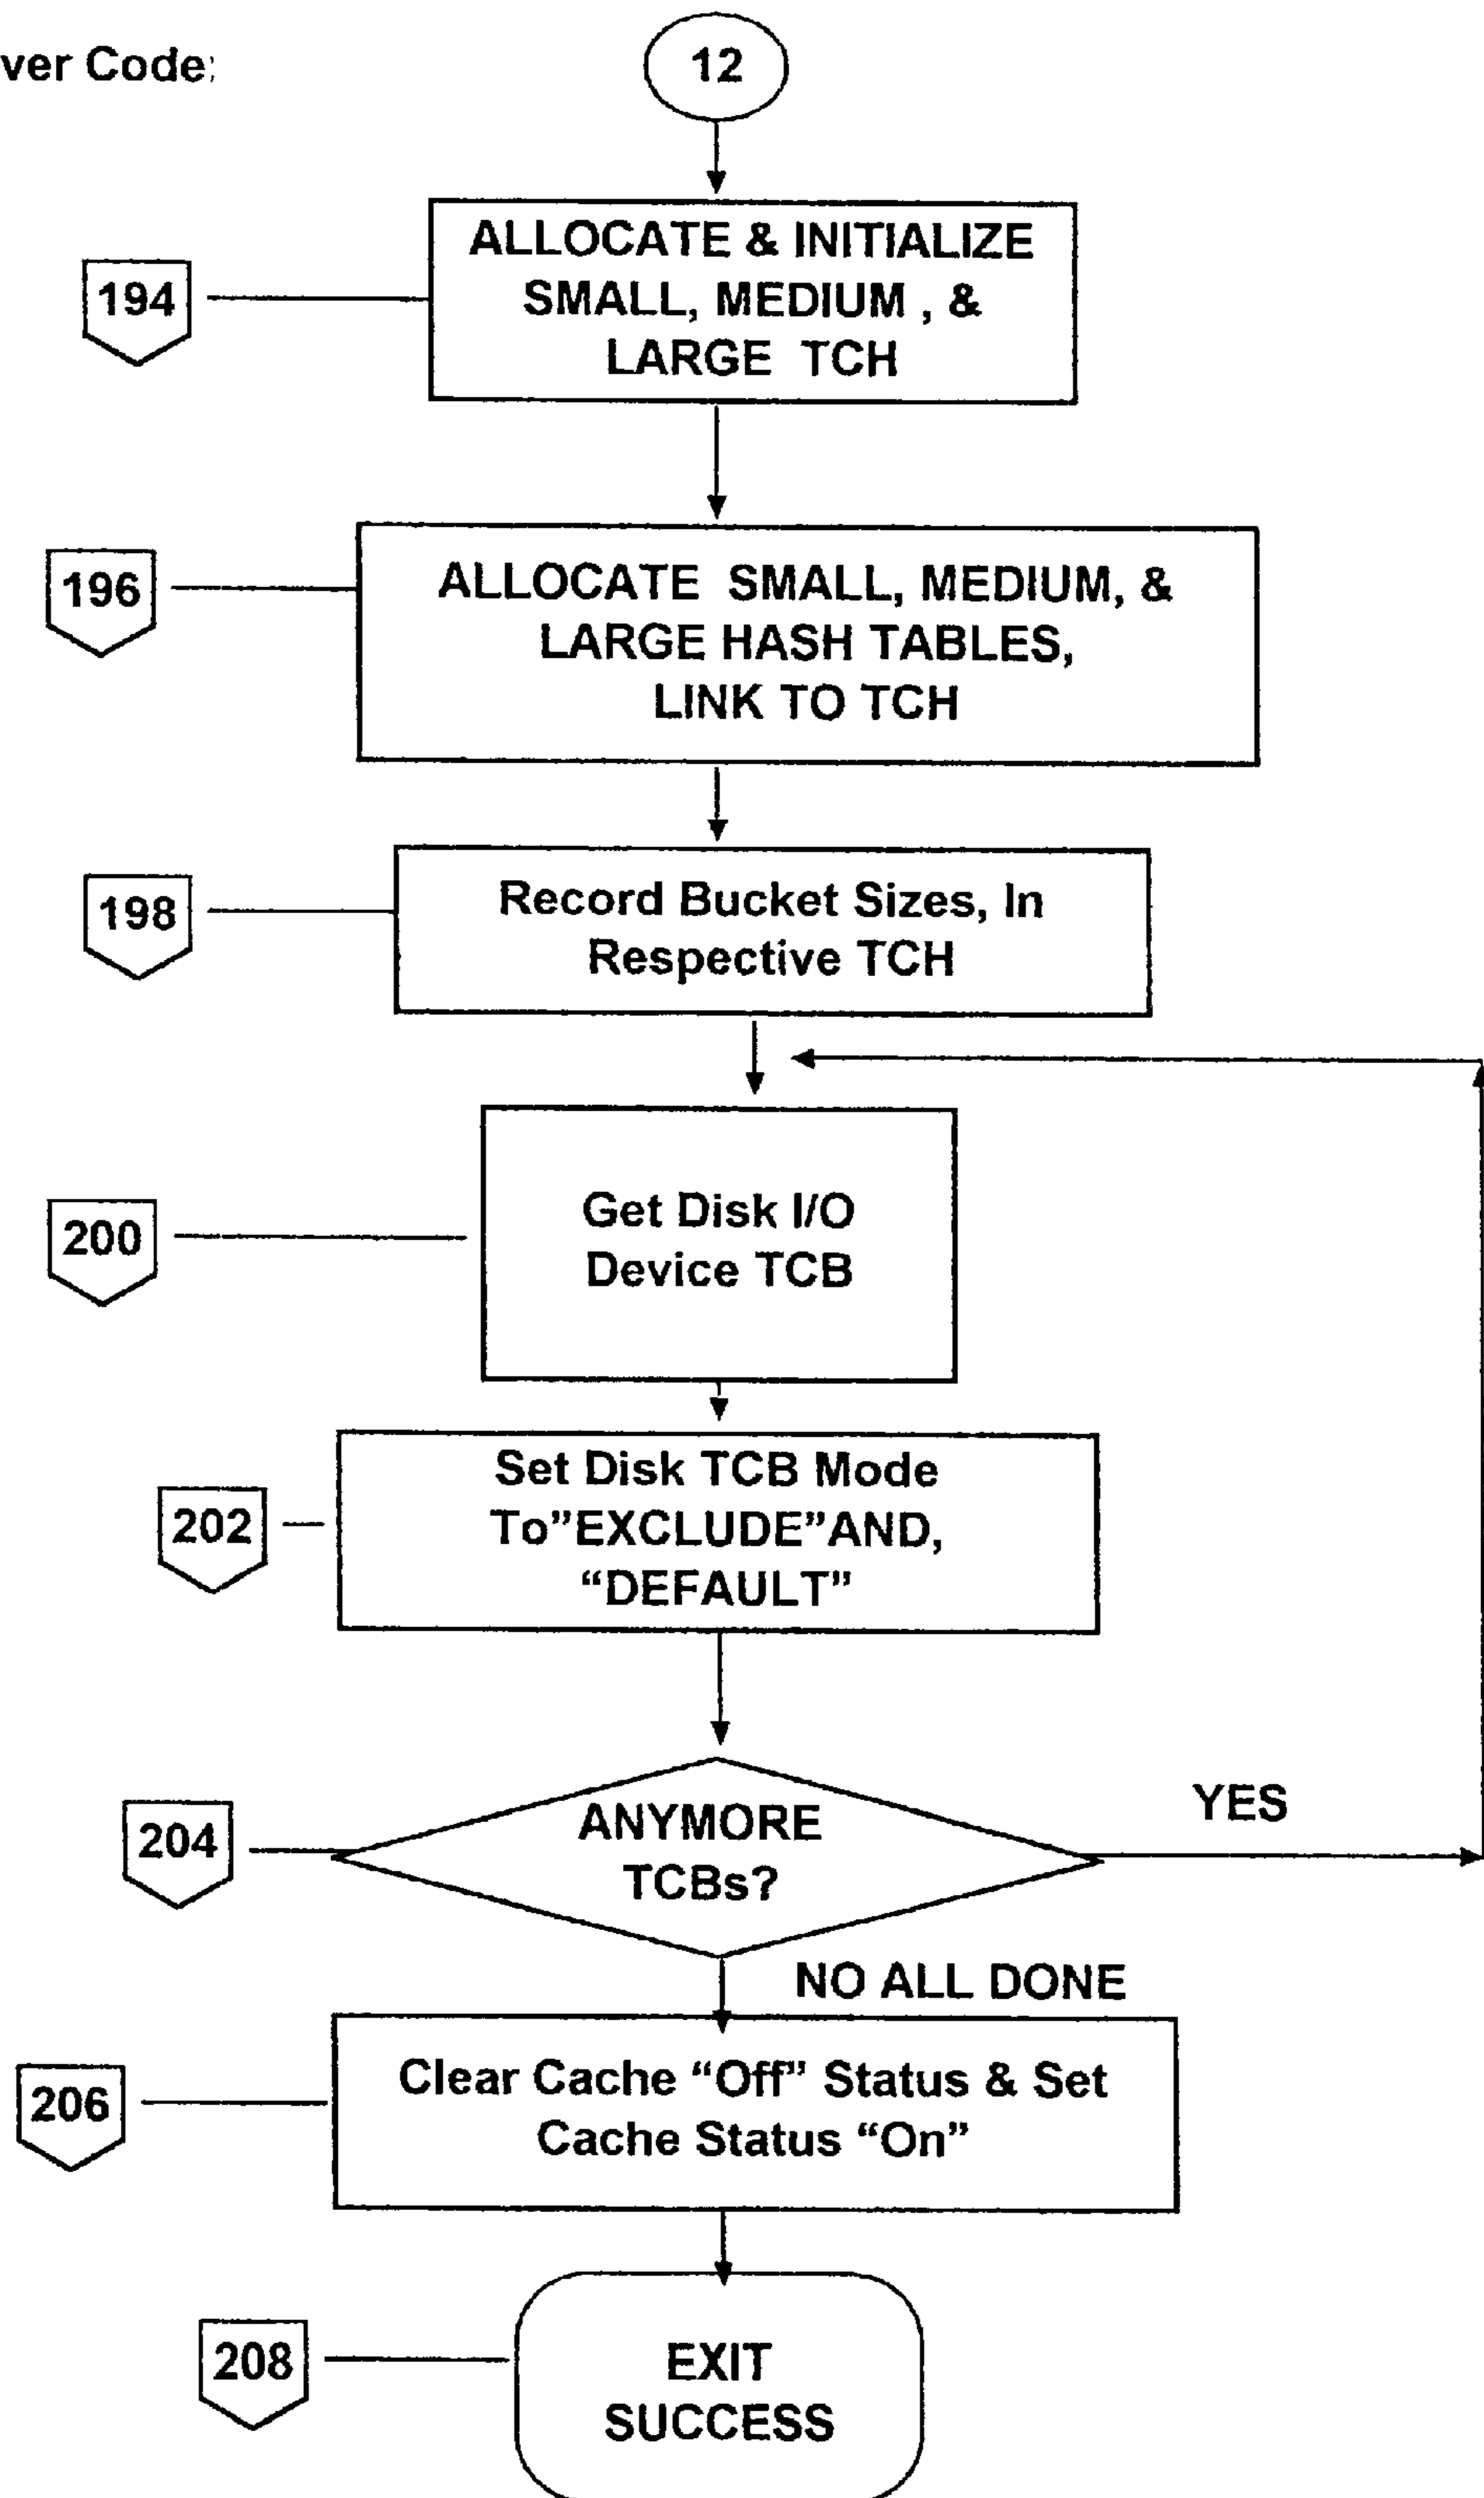 ver Code:
12
194
ALLOCATE & INITIALIZE
SMALL, MEDIUM , &
LARGE TCH
196
ALLOCATE SMALL, MEDIUM, &
LARGE HASH TABLES,
LINK TO TCH
198
Record Bucket Sizes, In
Respective TCH
200
Get Disk I/O
Device TCB
202
Set Disk TCB Mode
To”EXCLUDE”AND,
“DEFAULT”
204
ANYMORE
TCBs?
YES
NO ALL DONE
206
Clear Cache “Off” Status & Set
Cache Status “On”
208
EXIT
SUCCESS